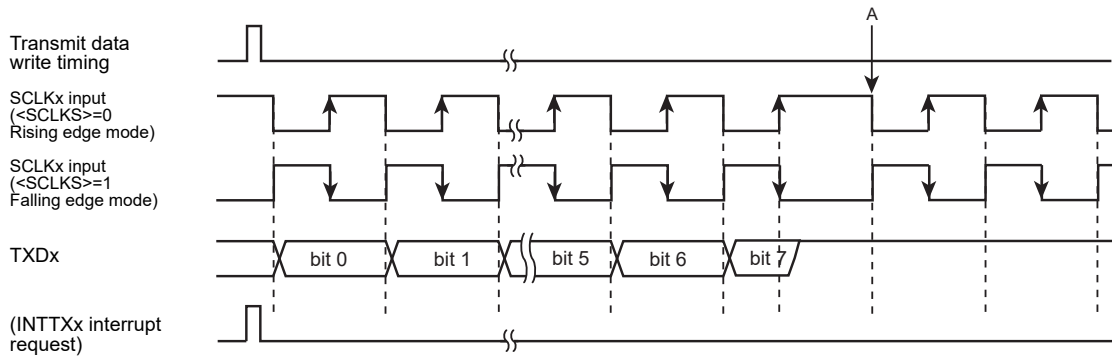 A
Transmit data
write timing
SCLKx input
(<SCLKS>=0
Rising edge mode)
SCLKx input
(<SCLKS>=1
Falling edge mode)
TXDx
bit 0
bit 1
bit 5
bit 6
bit 7
(INTTXx interrupt
request)